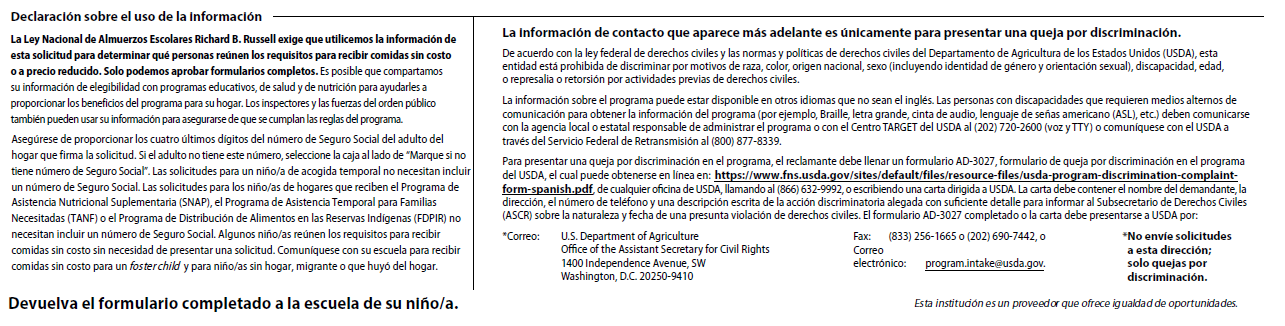 Declaración sobre el uso de la información
La Ley Nacional de Almuerzos Escolares Richard B. Russell exige que utilicemos la información de
esta solicitud para determinar qué personas reúnen los requisitos para recibir comidas sin costo
o a precio reducido. Solo podemos aprobar formularios completos. Es posible que compartamos
su información de elegibilidad con programas educativos, de salud y de nutrición para ayudarles a
proporcionar los beneficios del programa para su hogar. Los inspectores y las fuerzas del orden público
también pueden usar su información para asegurarse de que se cumplan las reglas del programa.
Asegúrese de proporcionar los cuatro últimos dígitos del número de Seguro Social del adulto del
hogar que firma la solicitud. Si el adulto no tiene este número, seleccione la caja al lado de “Marque si no
tiene número de Seguro Social”. Las solicitudes para un niño/a de acogida temporal no necesitan incluir
un número de Seguro Social. Las solicitudes para los niño/as de hogares que reciben el Programa de
Asistencia Nutricional Suplementaria (SNAP), el Programa de Asistencia Temporal para Familias
Necesitadas (TANF) o el Programa de Distribución de Alimentos en las Reservas Indígenas (FDPIR) no
necesitan incluir un número de Seguro Social. Algunos niño/as reúnen los requisitos para recibir
comidas sin costo sin necesidad de presentar una solicitud. Comuníquese con su escuela para recibir
comidas sin costo para un foster child y para niño/as sin hogar, migrante o que huyó del hogar.
La información de contacto que aparece más adelante es únicamente para presentar una queja por discriminación.
De acuerdo con la ley federal de derechos civiles y las normas y políticas de derechos civiles del Departamento de Agricultura de los Estados Unidos (USDA), esta
entidad está prohibida de discriminar por motivos de raza, color, origen nacional, sexo (incluyendo identidad de género y orientación sexual), discapacidad, edad,
o represalia o retorsión por actividades previas de derechos civiles.
La información sobre el programa puede estar disponible en otros idiomas que no sean el inglés. Las personas con discapacidades que requieren medios alternos de
comunicación para obtener la información del programa (por ejemplo, Braille, letra grande, cinta de audio, lenguaje de señas americano (ASL), etc.) deben comunicarse
con la agencia local o estatal responsable de administrar el programa o con el Centro TARGET del USDA al (202) 720-2600 (voz y TTY) o comuníquese con el USDA a
través del Servicio Federal de Retransmisión al (800) 877-8339.
Para presentar una queja por discriminación en el programa, el reclamante debe llenar un formulario AD-3027, formulario de queja por discriminación en el programa
del USDA, el cual puede obtenerse en línea en: https://www.fns.usda.gov/sites/default/files/resource-files/usda-program-discrimination-complaint-
form-spanish.pdf, de cualquier oficina de USDA, llamando al (866) 632-9992, o escribiendo una carta dirigida a USDA. La carta debe contener el nombre del demandante, la
dirección, el número de teléfono y una descripción escrita de la acción discriminatoria alegada con suficiente detalle para informar al Subsecretario de Derechos Civiles
(ASCR) sobre la naturaleza y fecha de una presunta violación de derechos civiles. El formulario AD-3027 completado o la carta debe presentarse a USDA por:
*Correo: U.S. Department of Agriculture
Office of the Assistant Secretary for Civil Rights
1400 Independence Avenue, SW
Washington, D.C. 20250-9410
Fax: (833) 256-1665 o (202) 690-7442, o
Correo
electrónico: program.intake@usda.gov.
*No envíe solicitudes
a esta dirección;
solo quejas por
discriminación.
Devuelva el formulario completado a la escuela de su niño/a.
Esta institución es un proveedor que ofrece igualdad de oportunidades.